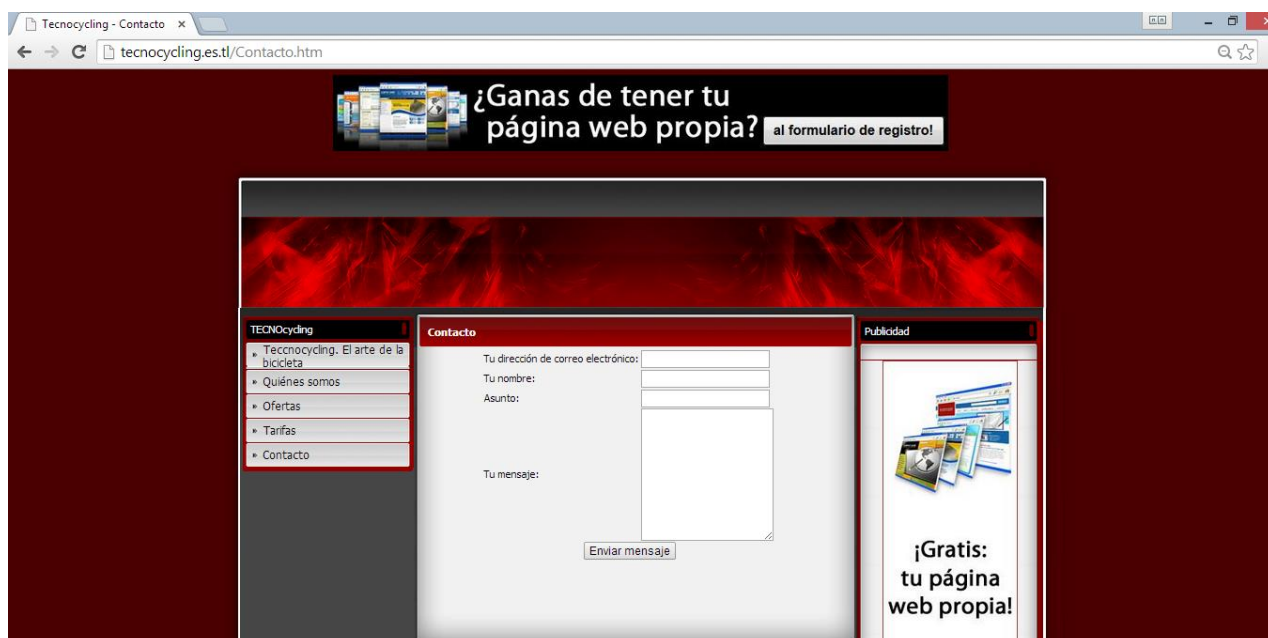 Tecnocycling - Contacto
tecnocycling.es.tl/Contacto.htm
¿Ganas de tener tu
página web propia?
al formulario de registro!
TECNOcycling
Teccnocycling. El arte de la
bicicleta
Quiénes somos
Ofertas
Tarifas
Contacto
Contacto
Tu dirección de correo electrónico:
Tu nombre:
Asunto:
Tu mensaje:
Enviar mensaje
Publicidad
¡Gratis:
tu página
web propia!